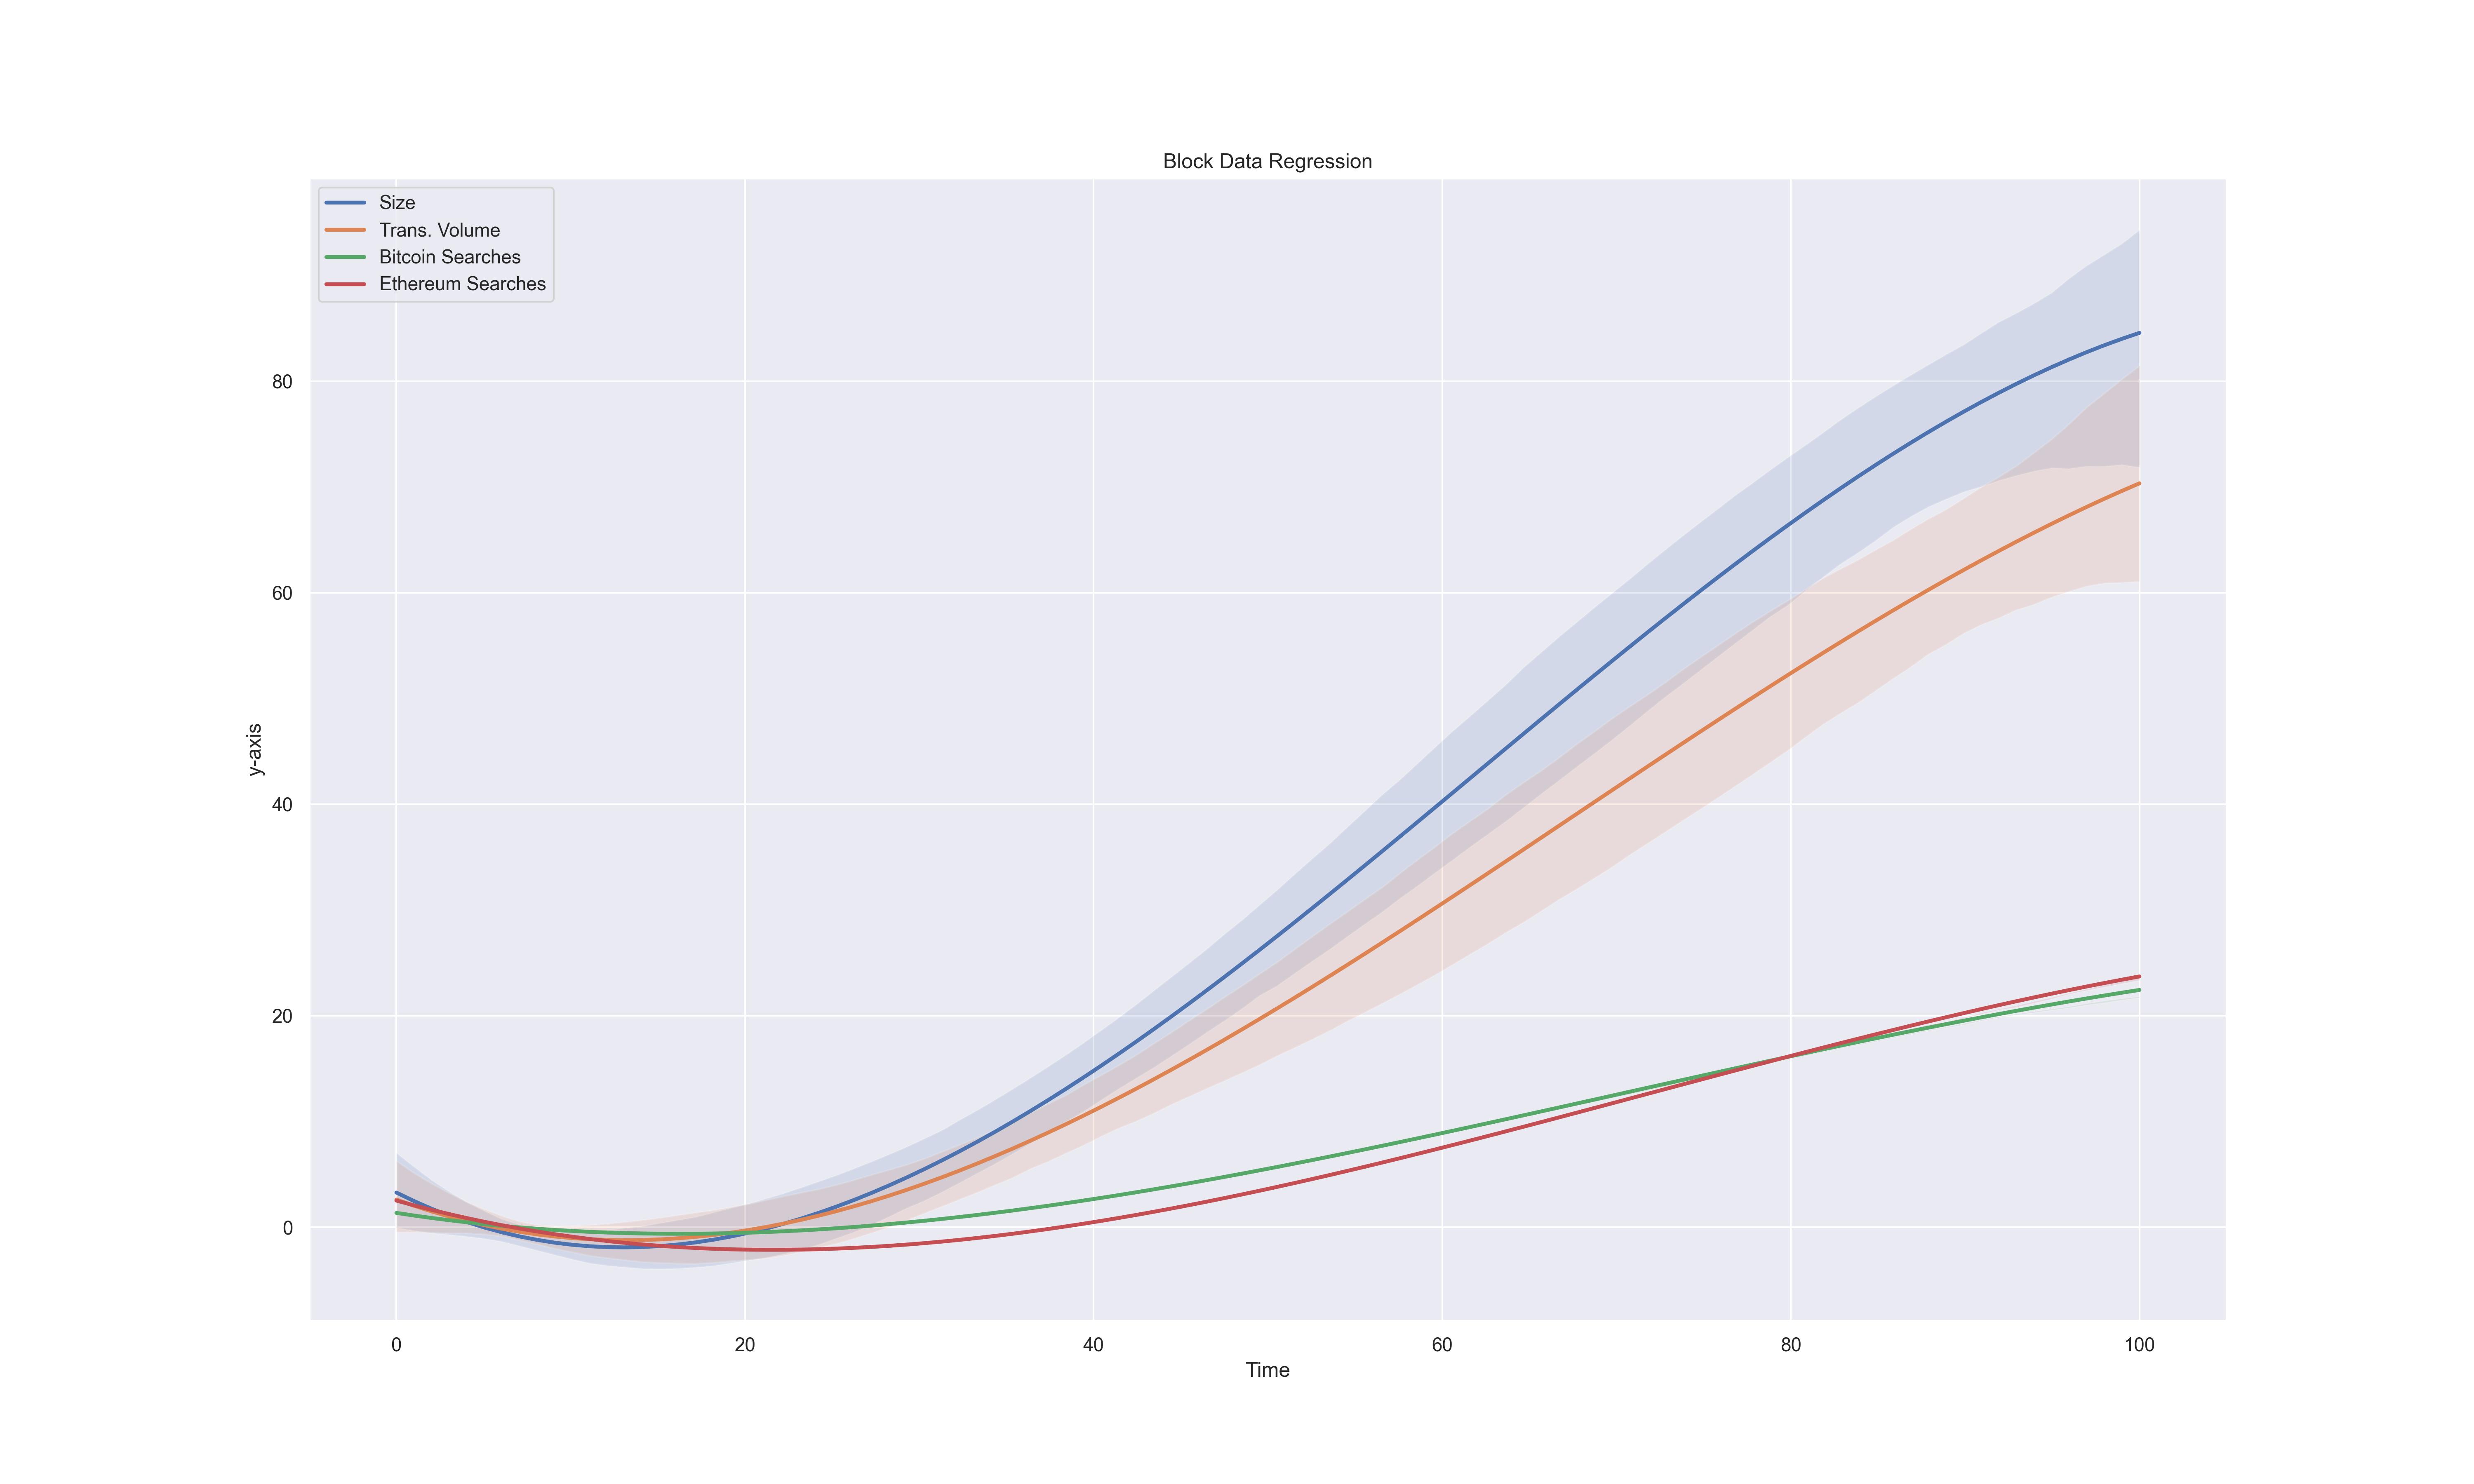 Block Data Regression
Size
Trans. Volume
Bitcoin Searches
Ethereum Searches
80
60
40
20
0
y-axis
0 20 40 60 80 100
Time